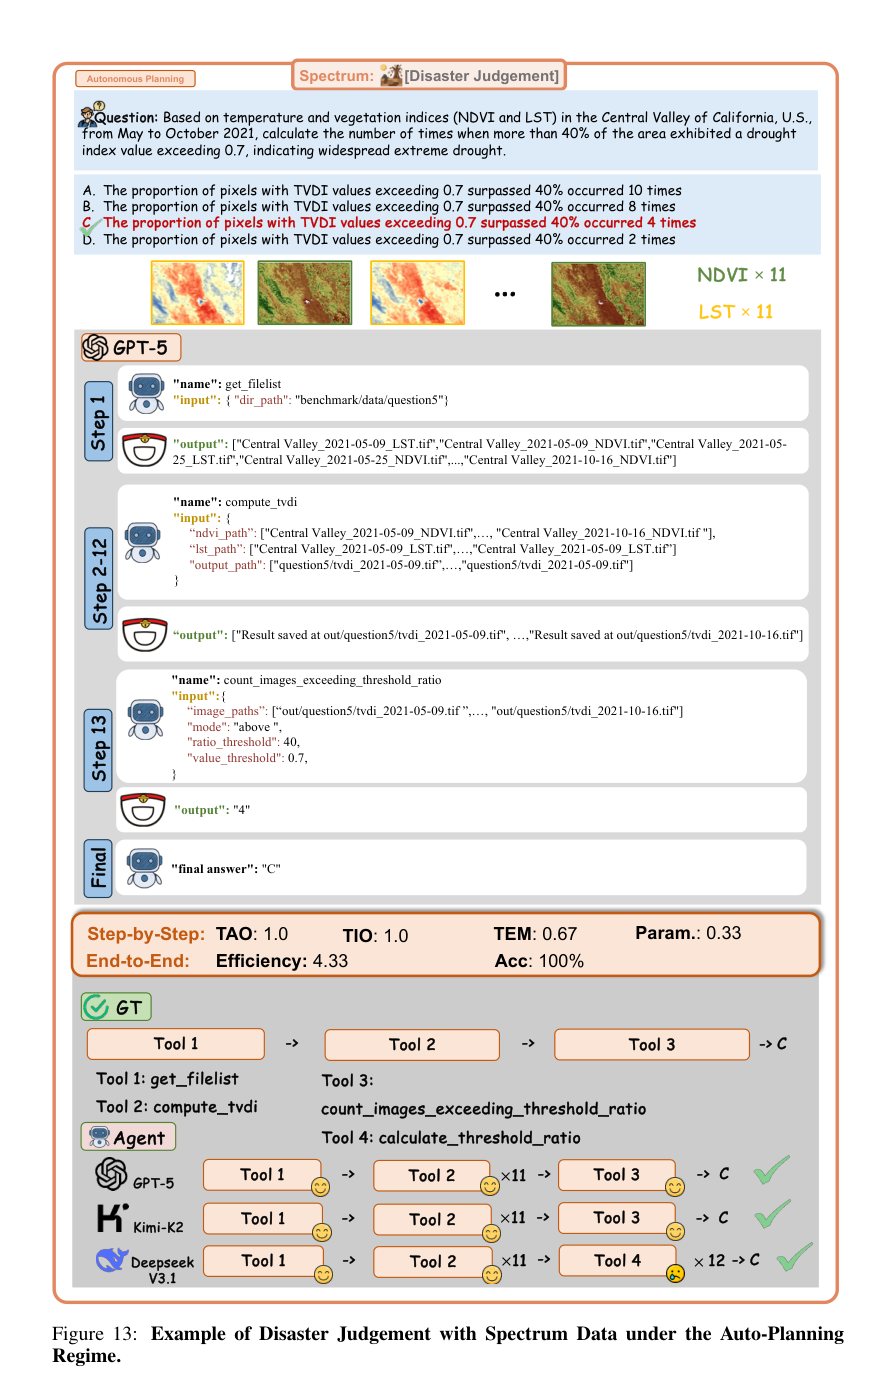 Autonomous Planning
Spectrum: [Disaster Judgement]
Question: Based on temperature and vegetation indices (NDVI and LST) in the Central Valley of California, U.S.,
from May to October 2021, calculate the number of times when more than 40% of the area exhibited a drought
index value exceeding 0.7, indicating widespread extreme drought.
A. The proportion of pixels with TVDI values exceeding 0.7 surpassed 40% occurred 10 times
B. The proportion of pixels with TVDI values exceeding 0.7 surpassed 40% occurred 8 times
C. The proportion of pixels with TVDI values exceeding 0.7 surpassed 40% occurred 4 times
D. The proportion of pixels with TVDI values exceeding 0.7 surpassed 40% occurred 2 times
...
NDVI × 11
LST × 11
GPT-5
Step 1
"name": get_filelist
"input": { "dir_path": "benchmark/data/question5"}
"output": ["Central Valley_2021-05-09_LST.tif","Central Valley_2021-05-09_NDVI.tif","Central Valley_2021-05-
25_LST.tif","Central Valley_2021-05-25_NDVI.tif",...,"Central Valley_2021-10-16_NDVI.tif"]
Step 2-12
"name": compute_tvdi
"input": {
“ndvi_path”: ["Central Valley_2021-05-09_NDVI.tif",…, "Central Valley_2021-10-16_NDVI.tif "],
“lst_path”: ["Central Valley_2021-05-09_LST.tif",…,"Central Valley_2021-05-09_LST.tif”]
"output_path": ["question5/tvdi_2021-05-09.tif”,…,"question5/tvdi_2021-05-09.tif"]
}
“output": ["Result saved at out/question5/tvdi_2021-05-09.tif", …,"Result saved at out/question5/tvdi_2021-10-16.tif"]
Step 13
"name": count_images_exceeding_threshold_ratio
"input":{
“image_paths”: [“out/question5/tvdi_2021-05-09.tif ”,…, "out/question5/tvdi_2021-10-16.tif"]
"mode": "above ",
"ratio_threshold": 40,
"value_threshold": 0.7,
}
"output": "4"
Final
"final answer": "C"
Step-by-Step: TAO: 1.0 TIO: 1.0 TEM: 0.67 Param.: 0.33
End-to-End: Efficiency: 4.33 Acc: 100%
GT
Tool 1 -> Tool 2 -> Tool 3 -> C
Tool 1: get_filelist
Tool 2: compute_tvdi
Tool 3:
count_images_exceeding_threshold_ratio
Tool 4: calculate_threshold_ratio
Agent
GPT-5 Tool 1 -> Tool 2 ×11 -> Tool 3 -> C
Kimi-K2 Tool 1 -> Tool 2 ×11 -> Tool 3 -> C
Deepseek V3.1 Tool 1 -> Tool 2 ×11 -> Tool 4 × 12 -> C
Figure 13: Example of Disaster Judgement with Spectrum Data under the Auto-Planning
Regime.